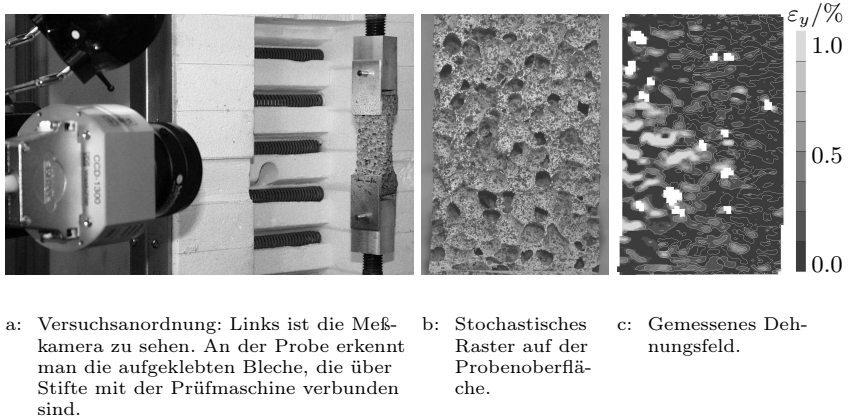 CCD-1300
ε_y/%
1.0
0.5
0.0
a: Versuchsanordnung: Links ist die Meß-
kamera zu sehen. An der Probe erkennt
man die aufgeklebten Bleche, die über
Stifte mit der Prüfmaschine verbunden
sind.
b: Stochastisches
Raster auf der
Probenoberflä-
che.
c: Gemessenes Deh-
nungsfeld.